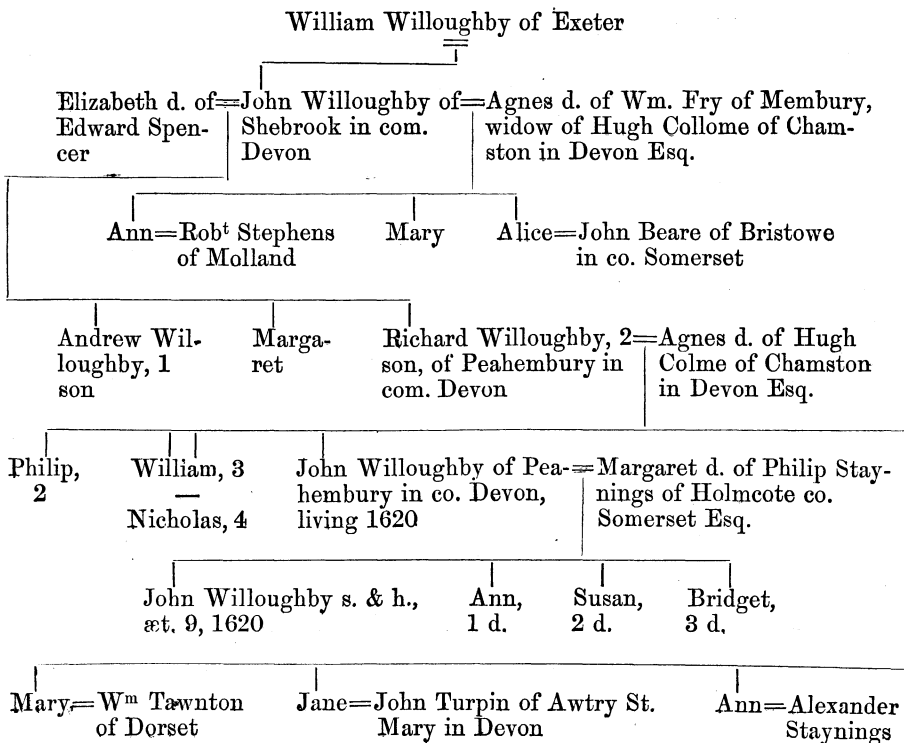 William Willoughby of Exeter
Elizabeth d. of=John Willoughby of=Agnes d. of Wm. Fry of Membury,
Edward Spen- Shebrook in com. widow of Hugh Collome of Cham-
cer Devon ston in Devon Esq.
Ann=Robᵗ Stephens Mary Alice=John Beare of Bristowe
of Molland in co. Somerset
Andrew Wil- Marga- Richard Willoughby, 2=Agnes d. of Hugh
loughby, 1 ret son, of Peahembury in Colme of Chamston
son com. Devon in Devon Esq.
Philip, William, 3 John Willoughby of Pea-=Margaret d. of Philip Stay-
2 — hembury in co. Devon, nings of Holmcote co.
Nicholas, 4 living 1620 Somerset Esq.
John Willoughby s. & h., Ann, Susan, Bridget,
æt. 9, 1620 1 d. 2 d. 3 d.
Mary,=Wᵐ Tawnton Jane=John Turpin of Awtry St. Ann=Alexander
of Dorset Mary in Devon Staynings